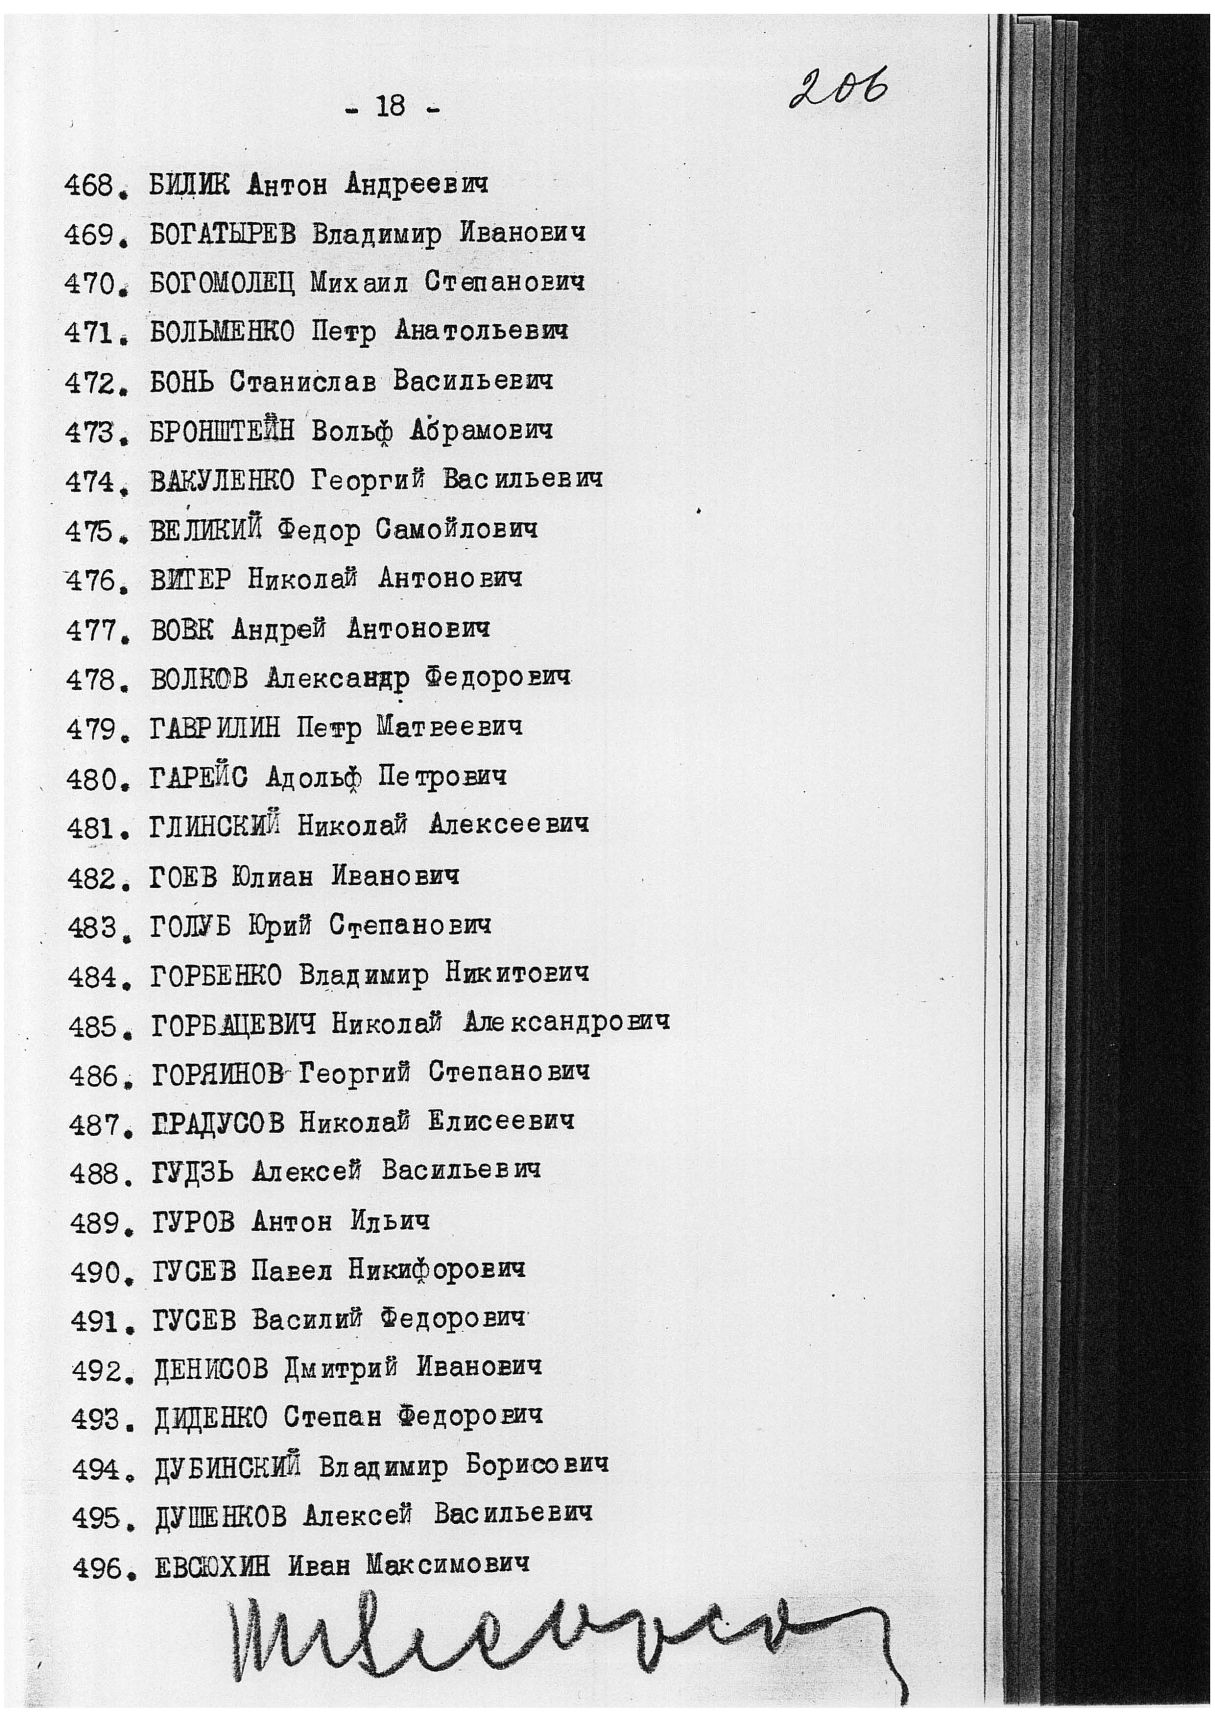 206
- 18 -
468. БИЛИК Антон Андреевич
469. БОГАТЫРЕВ Владимир Иванович
470. БОГОМОЛЕЦ Михаил Степанович
471. БОЛЬМЕНКО Петр Анатольевич
472. БОНЬ Станислав Васильевич
473. БРОНШТЕЙН Вольф Абрамович
474. ВАКУЛЕНКО Георгий Васильевич
475. ВЕЛИКИЙ Федор Самойлович
476. ВИГЕР Николай Антонович
477. ВОВК Андрей Антонович
478. ВОЛКОВ Александр Федорович
479. ГАВРИЛИН Петр Матвеевич
480. ГАРЕЙС Адольф Петрович
481. ГЛИНСКИЙ Николай Алексеевич
482. ГОЕВ Юлиан Иванович
483. ГОЛУБ Юрий Степанович
484. ГОРБЕНКО Владимир Никитович
485. ГОРБАЦЕВИЧ Николай Александрович
486. ГОРЯИНОВ Георгий Степанович
487. ГРАДУСОВ Николай Елисеевич
488. ГУДЗЬ Алексей Васильевич
489. ГУРОВ Антон Ильич
490. ГУСЕВ Павел Никифорович
491. ГУСЕВ Василий Федорович
492. ДЕНИСОВ Дмитрий Иванович
493. ДИДЕНКО Степан Федорович
494. ДУБИНСКИЙ Владимир Борисович
495. ДУШЕНКОВ Алексей Васильевич
496. ЕВСЮХИН Иван Максимович